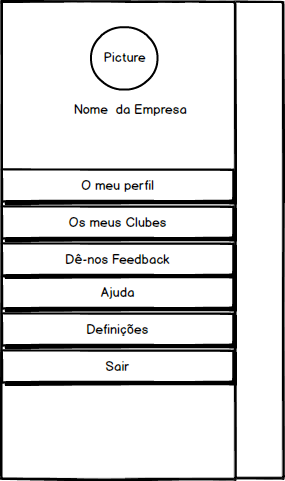 Picture
Nome da Empresa
O meu perfil
Os meus Clubes
Dê-nos Feedback
Ajuda
Definições
Sair